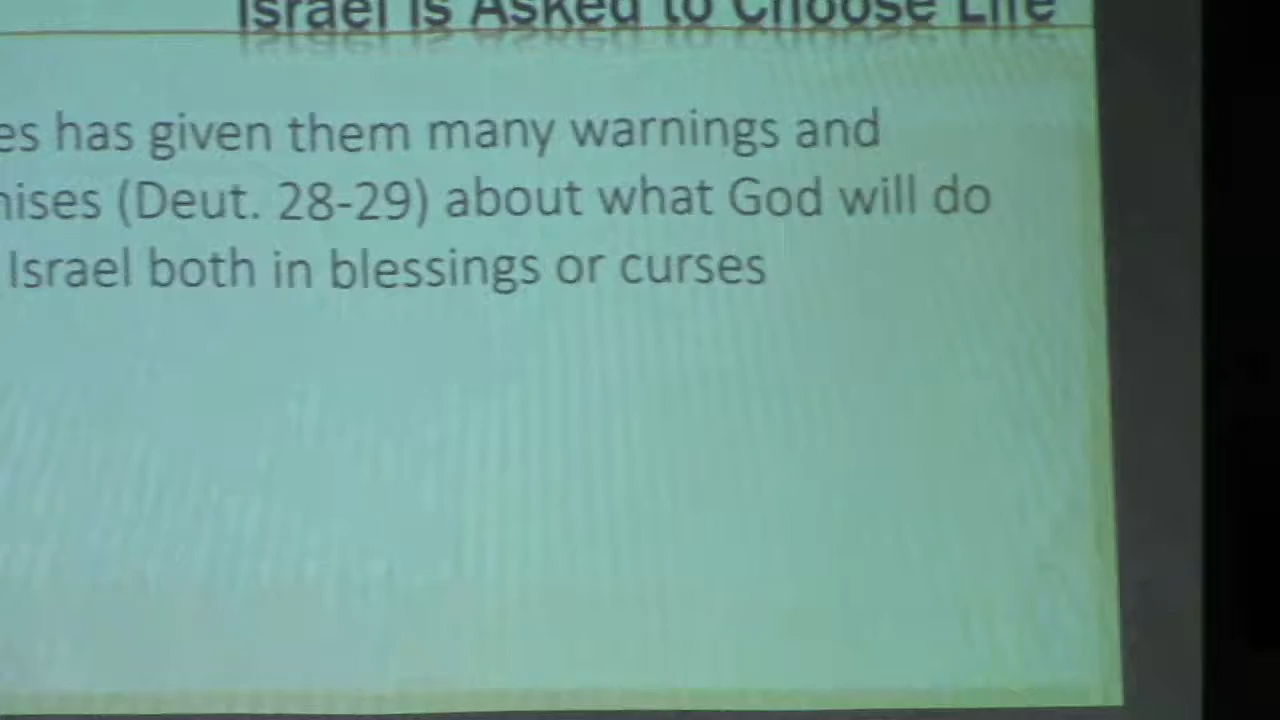 Israel is Asked to Choose Life
es has given them many warnings and
ises (Deut. 28-29) about what God will do
Israel both in blessings or curses